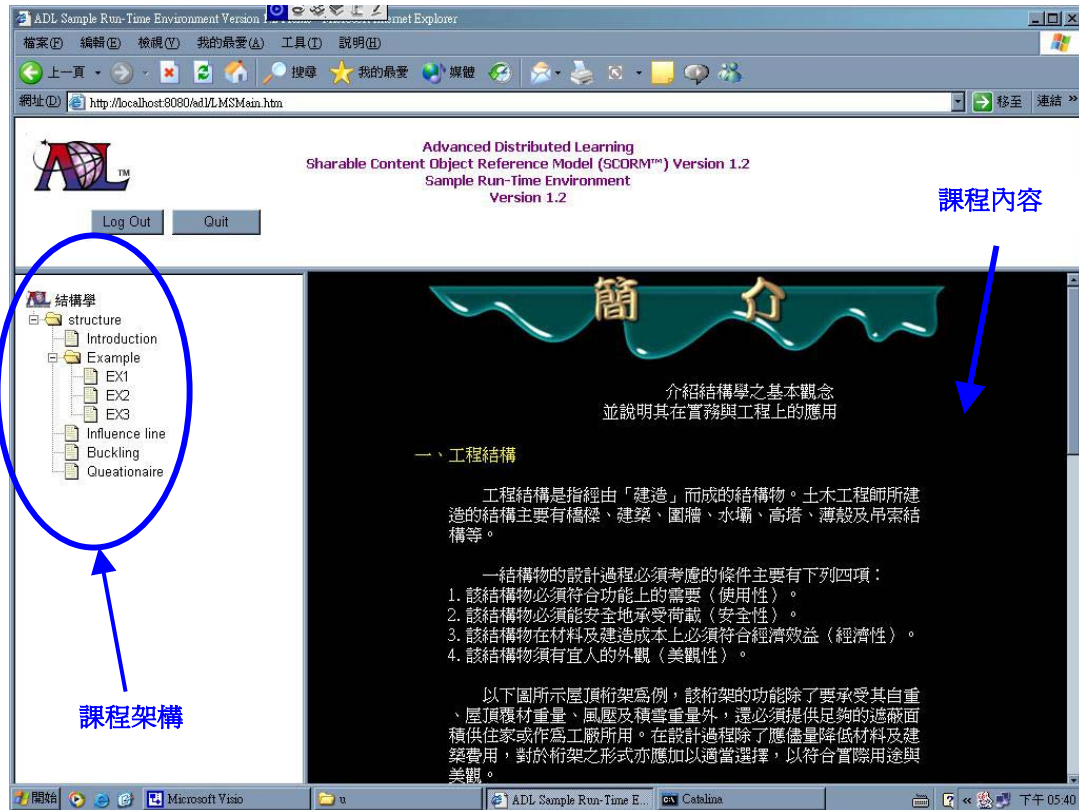 ADL Sample Run-Time Environment Version
Internet Explorer
檔案(F) 編輯(E) 檢視(V) 我的最愛(A) 工具(T) 說明(H)
上一頁 搜尋 我的最愛 媒體
網址(D) http://localhost:8080/adl/LMSMain.htm 移至 連結 »
ADL TM
Advanced Distributed Learning
Sharable Content Object Reference Model (SCORM™) Version 1.2
Sample Run-Time Environment
Version 1.2
Log Out Quit
課程內容
結構學
structure
Introduction
Example
EX1
EX2
EX3
Influence line
Buckling
Queationaire
課程架構
簡介
介紹結構學之基本觀念
並說明其在實務與工程上的應用
一、工程結構
工程結構是指經由「建造」而成的結構物。土木工程師所建
造的結構主要有橋樑、建築、圍牆、水壩、高塔、薄殼及吊索結
構等。
一結構物的設計過程必須考慮的條件主要有下列四項：
1. 該結構物必須符合功能上的需要（使用性）。
2. 該結構物必須能安全地承受荷載（安全性）。
3. 該結構物在材料及建造成本上必須符合經濟效益（經濟性）。
4. 該結構物須有宜人的外觀（美觀性）。
以下圖所示屋頂桁架為例，該桁架的功能除了要承受其自重
、屋頂覆材重量、風壓及積雪重量外，還必須提供足夠的遮蔽面
積供住家或作為工廠所用。在設計過程除了應儘量降低材料及建
築費用，對於桁架之形式亦應加以適當選擇，以符合實際用途與
美觀。
開始 Microsoft Visio u ADL Sample Run-Time E... Catalina « 下午 05:40